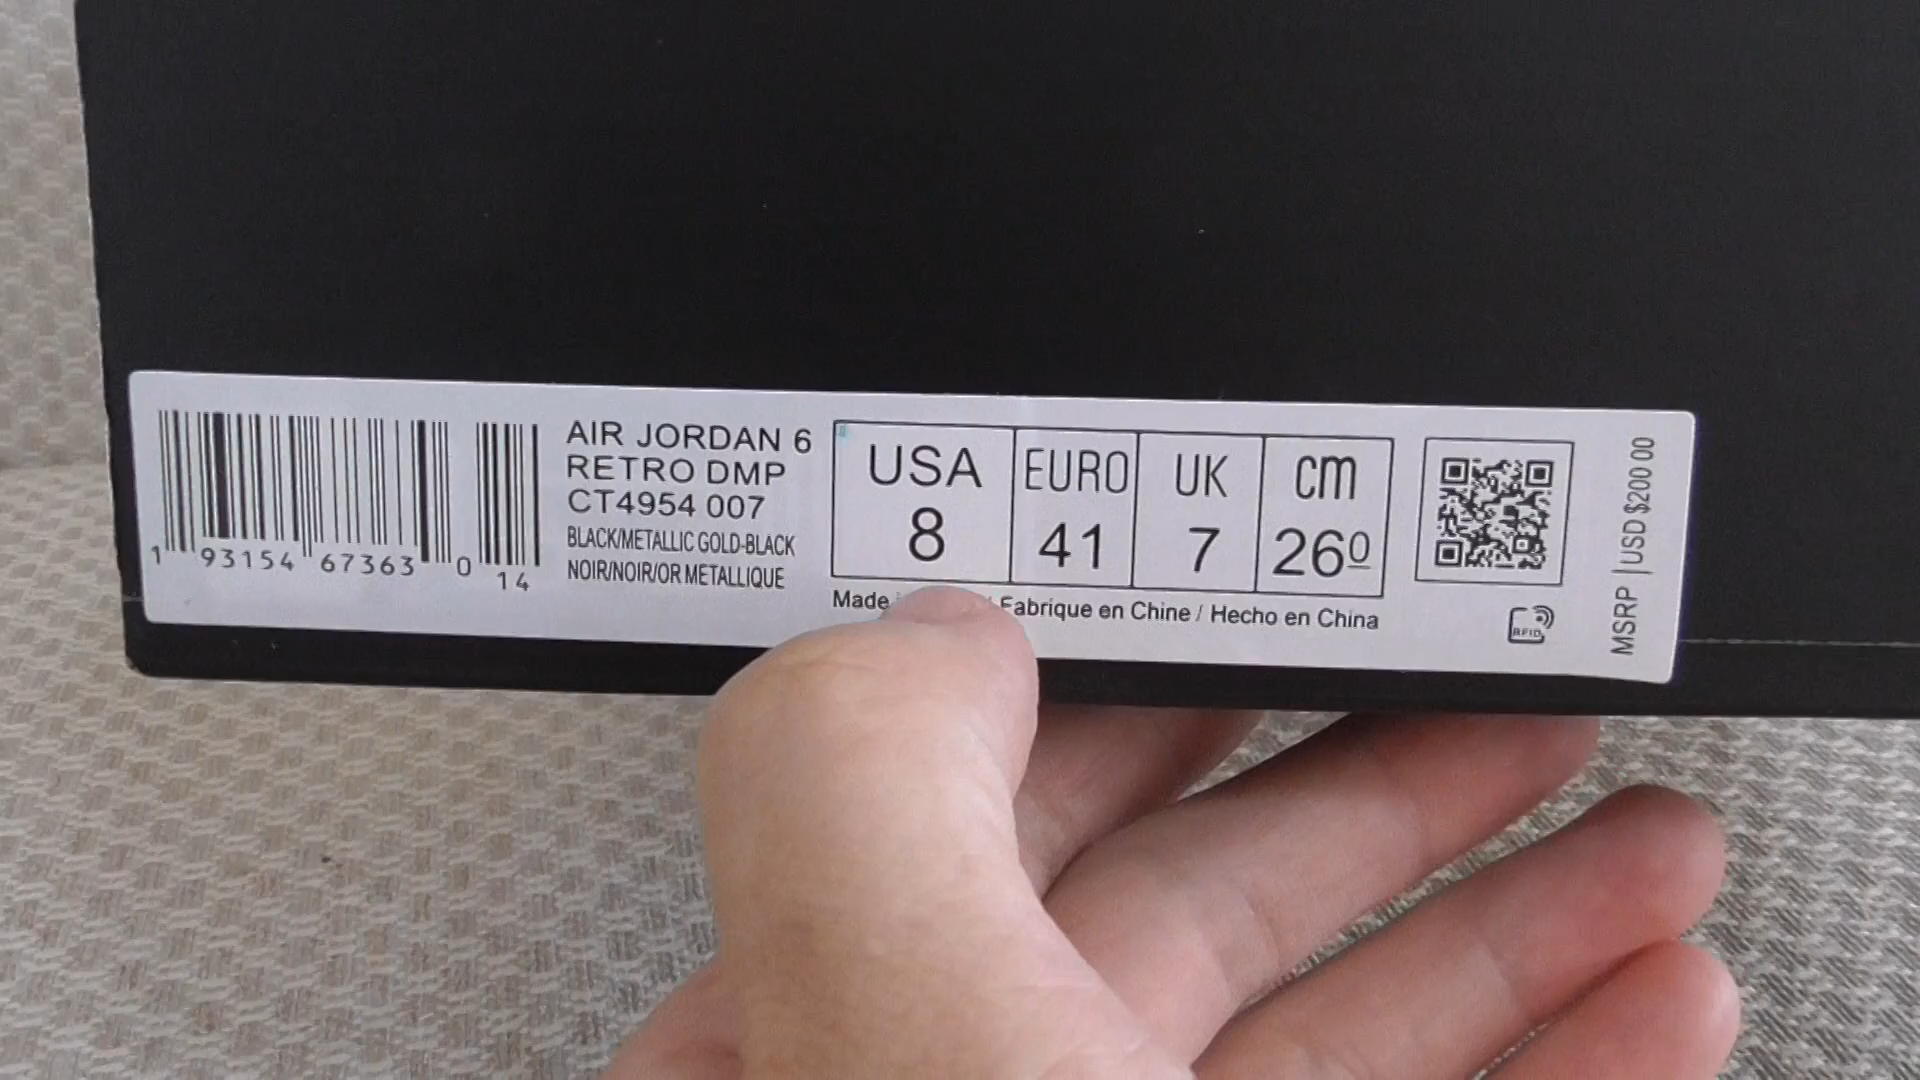 AIR JORDAN 6
RETRO DMP
CT4954 007
BLACK/METALLIC GOLD-BLACK
NOIR/NOIR/OR METALLIQUE
1 93154 67363 0 14
USA EURO UK cm
8 41 7 260
Made / Fabrique en Chine / Hecho en China
RFID
MSRP | USD $200 00